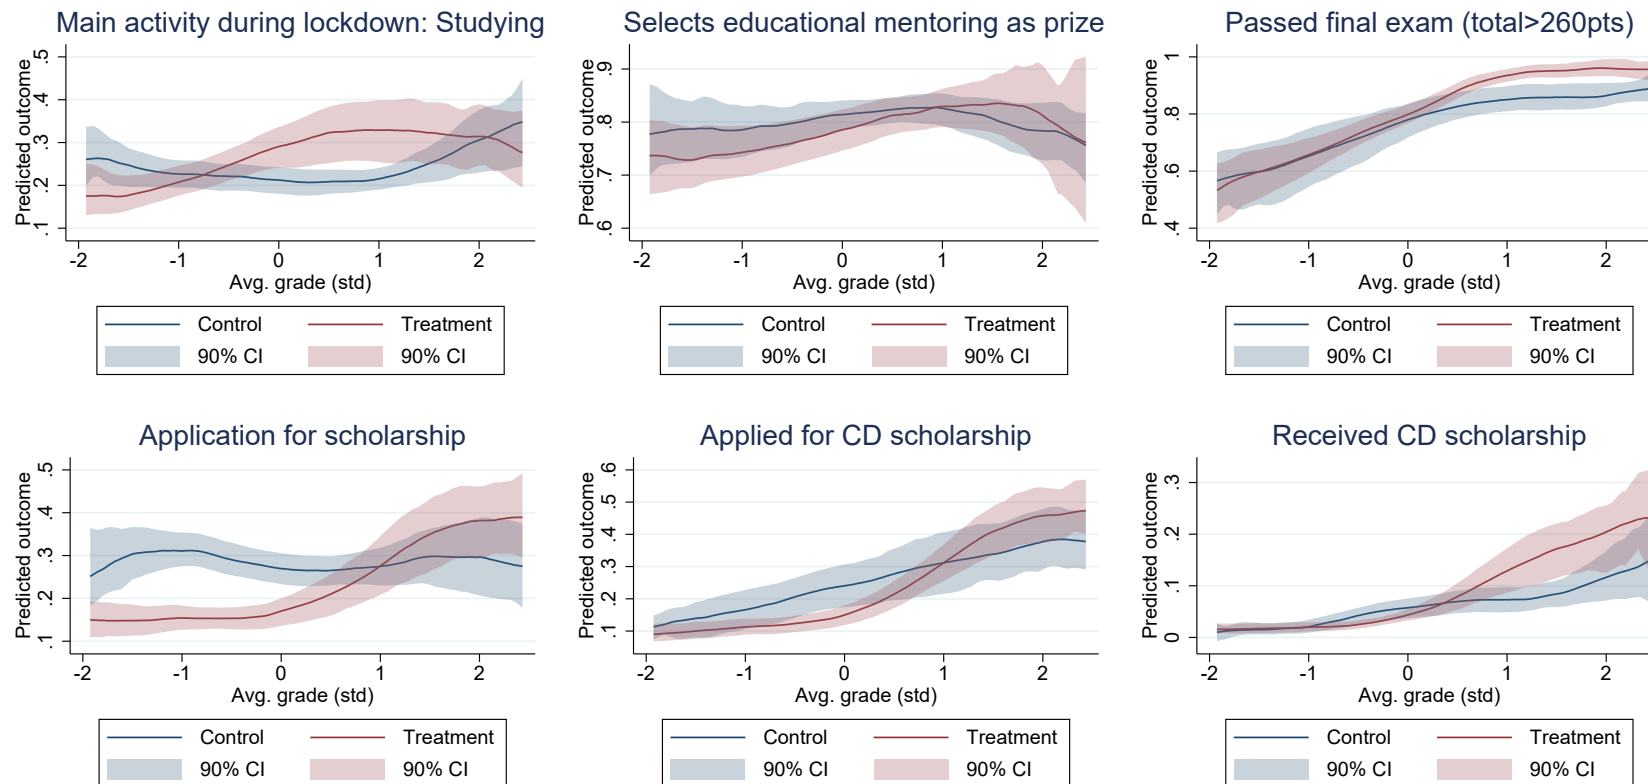 Main activity during lockdown: Studying
Predicted outcome
.5
.4
.3
.2
.1
-2 -1 0 1 2
Avg. grade (std)
Control Treatment
90% CI 90% CI
Selects educational mentoring as prize
Predicted outcome
.9
.8
.7
.6
-2 -1 0 1 2
Avg. grade (std)
Control Treatment
90% CI 90% CI
Passed final exam (total>260pts)
Predicted outcome
1
.8
.6
.4
-2 -1 0 1 2
Avg. grade (std)
Control Treatment
90% CI 90% CI
Application for scholarship
Predicted outcome
.5
.4
.3
.2
.1
-2 -1 0 1 2
Avg. grade (std)
Control Treatment
90% CI 90% CI
Applied for CD scholarship
Predicted outcome
.6
.5
.4
.3
.2
.1
-2 -1 0 1 2
Avg. grade (std)
Control Treatment
90% CI 90% CI
Received CD scholarship
Predicted outcome
.3
.2
.1
0
-2 -1 0 1 2
Avg. grade (std)
Control Treatment
90% CI 90% CI